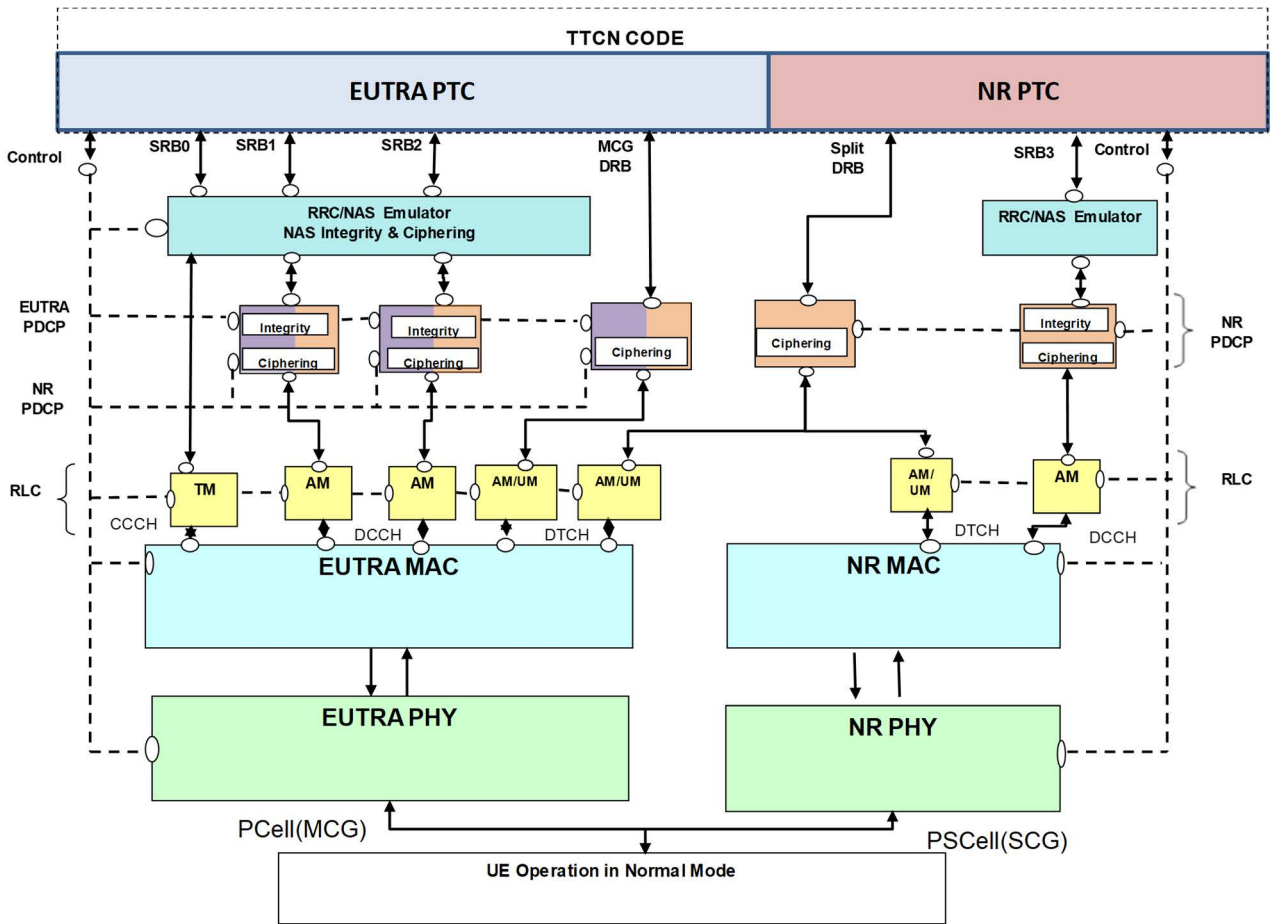 TTCN CODE
EUTRA PTC
NR PTC
Control
SRB0
SRB1
SRB2
MCG
DRB
Split
DRB
SRB3
Control
RRC/NAS Emulator
NAS Integrity & Ciphering
RRC/NAS Emulator
EUTRA
PDCP
Integrity
Ciphering
Integrity
Ciphering
Ciphering
Ciphering
Integrity
Ciphering
NR
PDCP
NR
PDCP
RLC
TM
AM
AM
AM/UM
AM/UM
AM/
UM
AM
RLC
CCCH
DCCH
DTCH
DTCH
DCCH
EUTRA MAC
NR MAC
EUTRA PHY
NR PHY
PCell(MCG)
PSCell(SCG)
UE Operation in Normal Mode